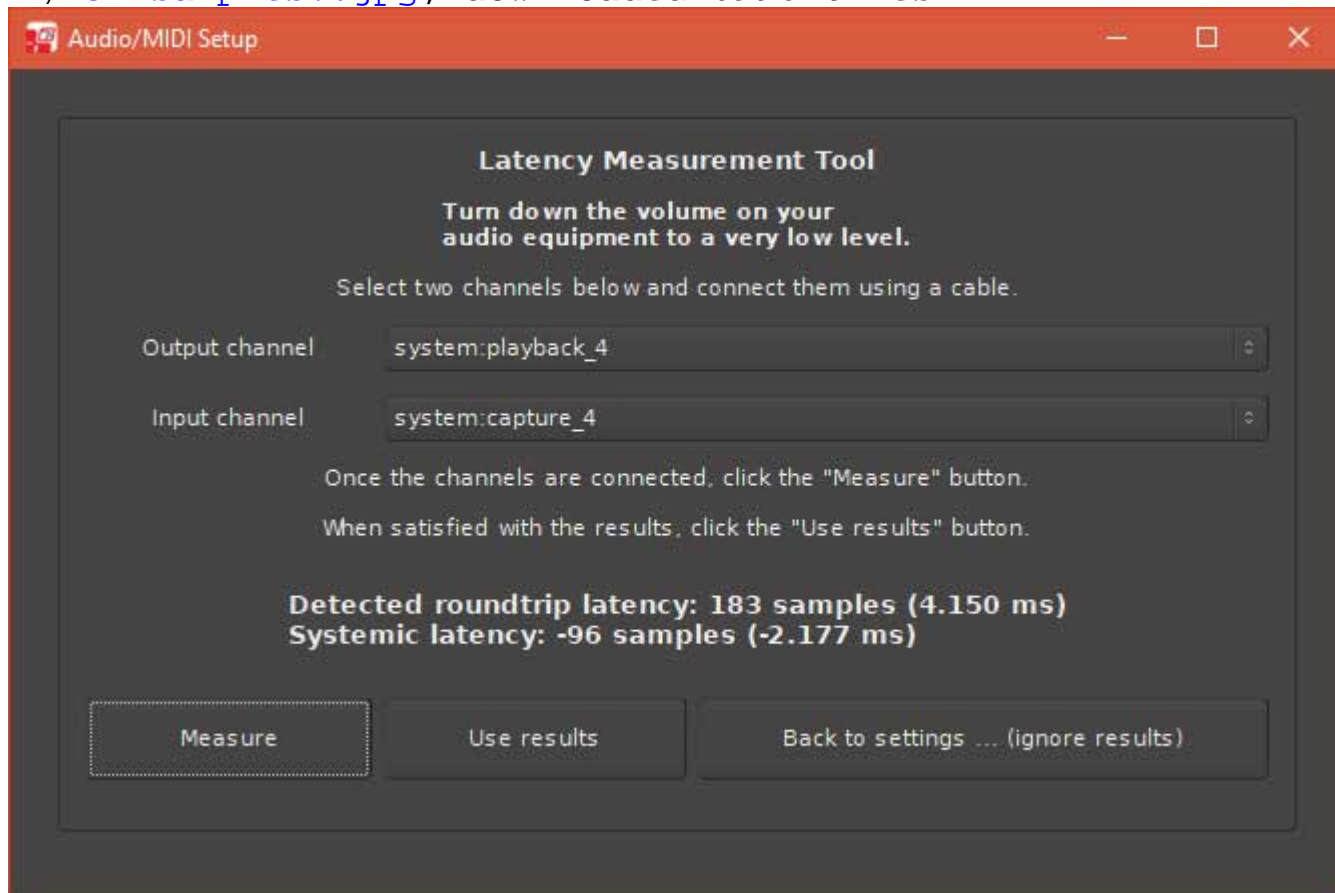 Audio/MIDI Setup
Latency Measurement Tool
Turn down the volume on your
audio equipment to a very low level.
Select two channels below and connect them using a cable.
Output channel system:playback_4
Input channel system:capture_4
Once the channels are connected, click the "Measure" button.
When satisfied with the results, click the "Use results" button.
Detected roundtrip latency: 183 samples (4.150 ms)
Systemic latency: -96 samples (-2.177 ms)
Measure Use results Back to settings ... (ignore results)